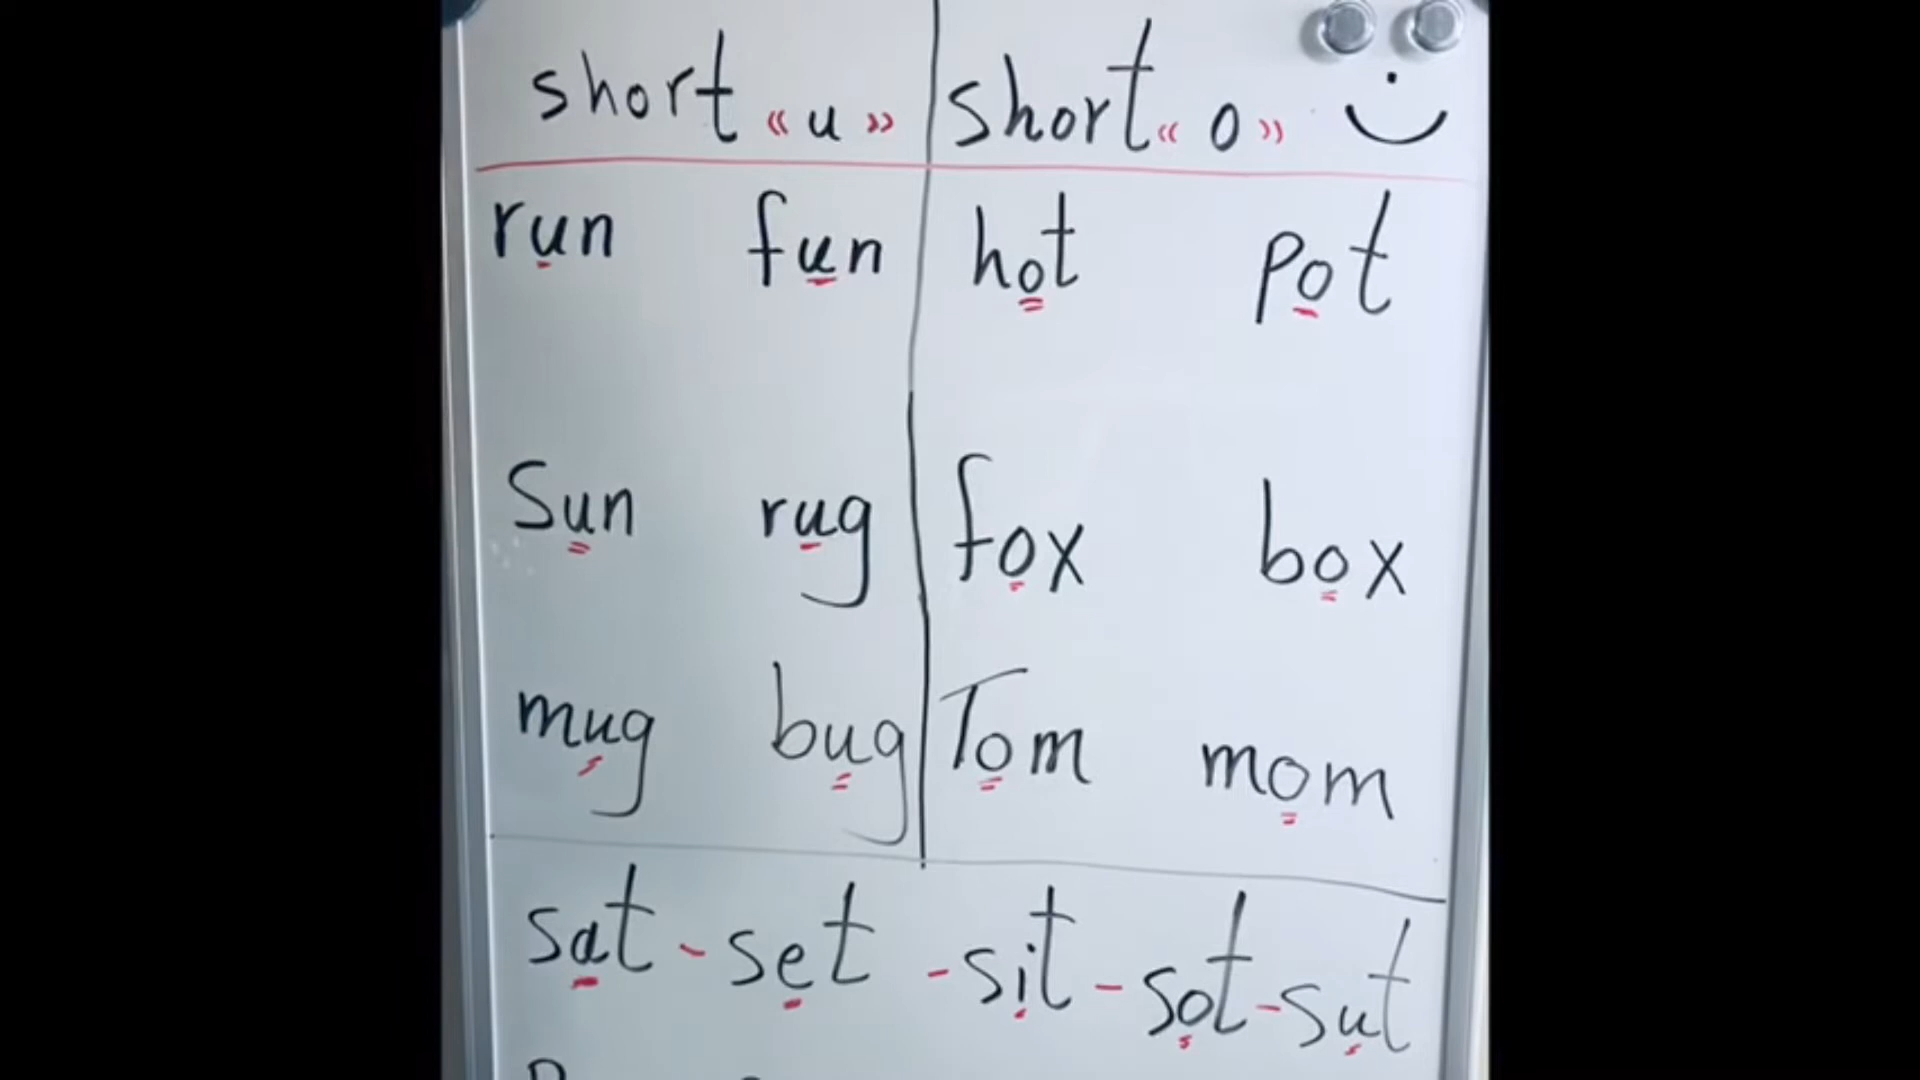 short « u » short « o »
run fun hot pot
Sun rug fox box
mug bug Tom mom
sat - set - sit - sot - sut